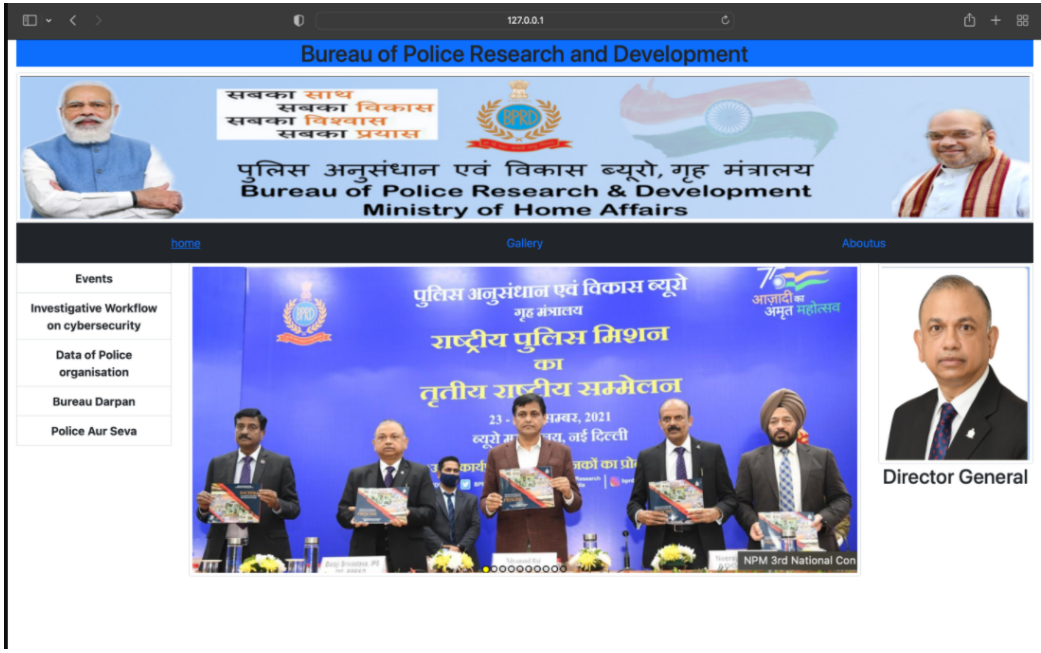 127.0.0.1
Bureau of Police Research and Development
सबका साथ
सबका विकास
सबका विश्वास
सबका प्रयास
BPRD
पुलिस अनुसंधान एवं विकास ब्यूरो, गृह मंत्रालय
Bureau of Police Research & Development
Ministry of Home Affairs
home
Gallery
Aboutus
Events
Investigative Workflow
on cybersecurity
Data of Police
organisation
Bureau Darpan
Police Aur Seva
पुलिस अनुसंधान एवं विकास ब्यूरो
गृह मंत्रालय
राष्ट्रीय पुलिस मिशन
का
तृतीय राष्ट्रीय सम्मेलन
23 -
2021
नई दिल्ली
75
आज़ादी का
अमृत महोत्सव
NPM 3rd National Con
Director General